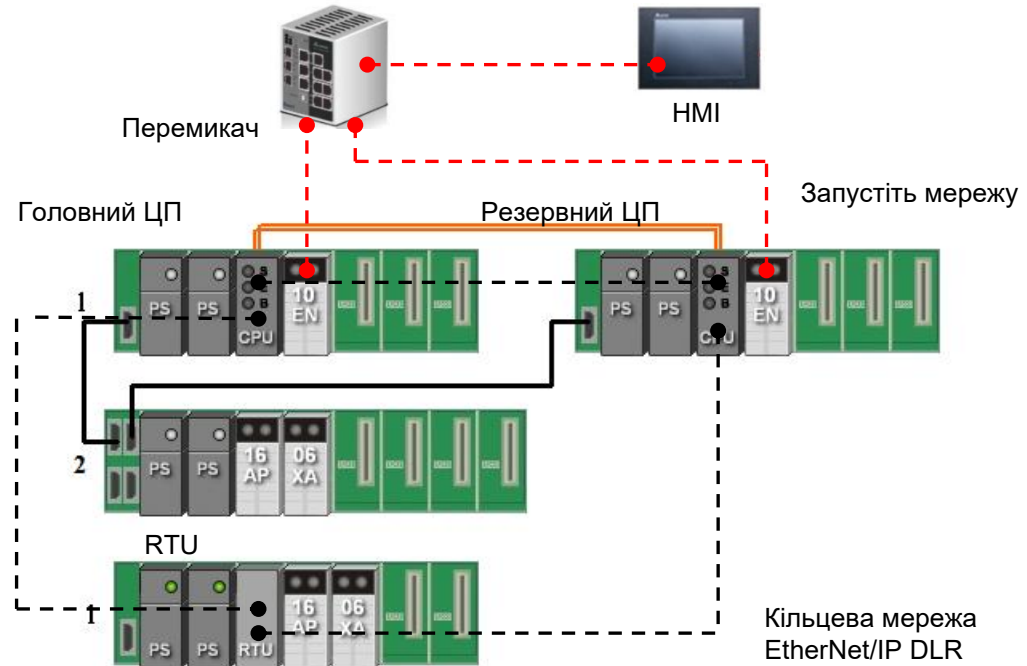 HMI
Перемикач
Запустіть мережу
Головний ЦП
Резервний ЦП
1
PS PS S E B CPU 10 EN
PS PS S B CPU 10 EN
2
PS PS 16 AP 06 XA
RTU
1
PS PS RTU 16 AP 06 XA
Кільцева мережа
EtherNet/IP DLR